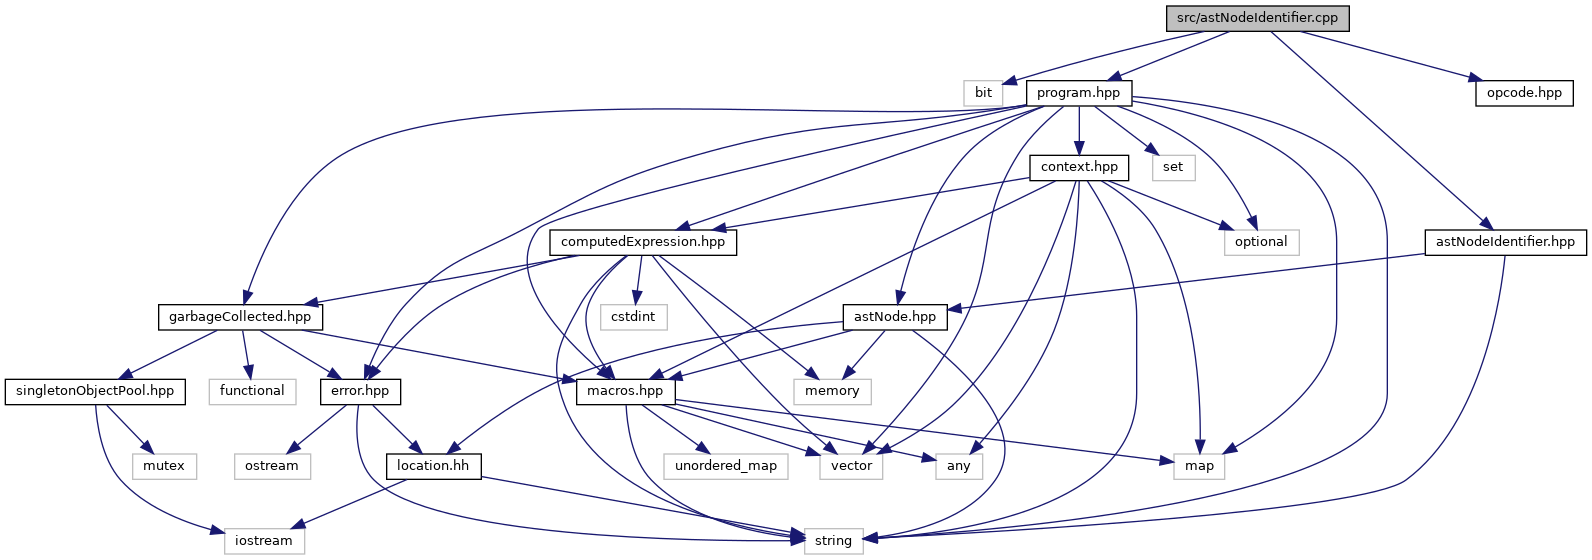 src/astNodeIdentifier.cpp
bit
program.hpp
opcode.hpp
context.hpp
set
computedExpression.hpp
optional
astNodeIdentifier.hpp
garbageCollected.hpp
cstdint
astNode.hpp
singletonObjectPool.hpp
functional
error.hpp
macros.hpp
memory
mutex
ostream
location.hh
unordered_map
vector
any
map
iostream
string